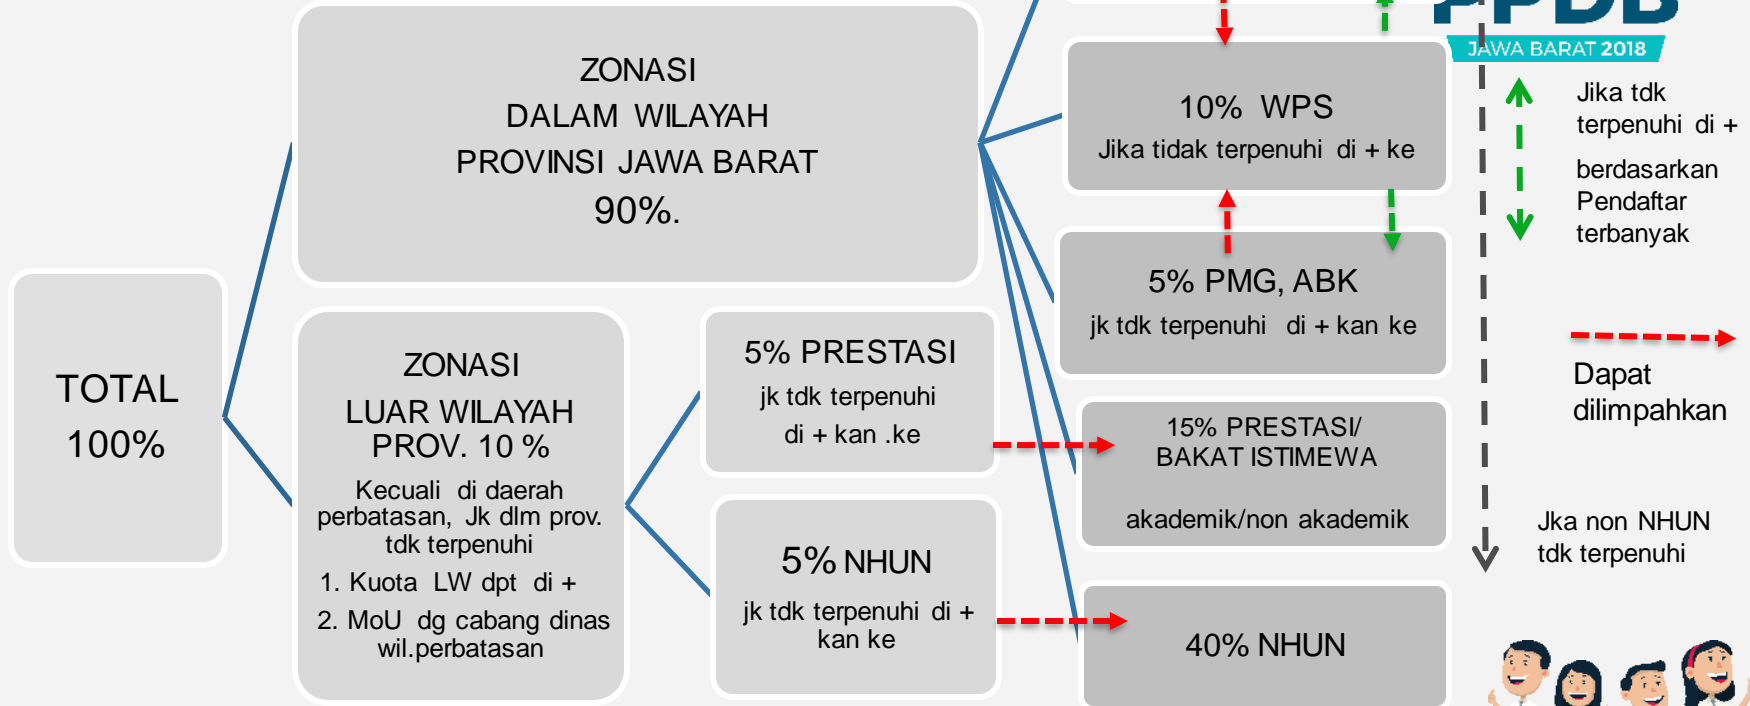 PPDB
JAWA BARAT 2018
TOTAL
100%
ZONASI
DALAM WILAYAH
PROVINSI JAWA BARAT
90%.
ZONASI
LUAR WILAYAH
PROV. 10 %
Kecuali di daerah
perbatasan, Jk dlm prov.
tdk terpenuhi
1. Kuota LW dpt di +
2. MoU dg cabang dinas
wil.perbatasan
5% PRESTASI
jk tdk terpenuhi
di + kan .ke
5% NHUN
jk tdk terpenuhi di +
kan ke
10% WPS
Jika tidak terpenuhi di + ke
5% PMG, ABK
jk tdk terpenuhi di + kan ke
15% PRESTASI/
BAKAT ISTIMEWA
akademik/non akademik
40% NHUN
Jika tdk
terpenuhi di +
berdasarkan
Pendaftar
terbanyak
Dapat
dilimpahkan
Jka non NHUN
tdk terpenuhi